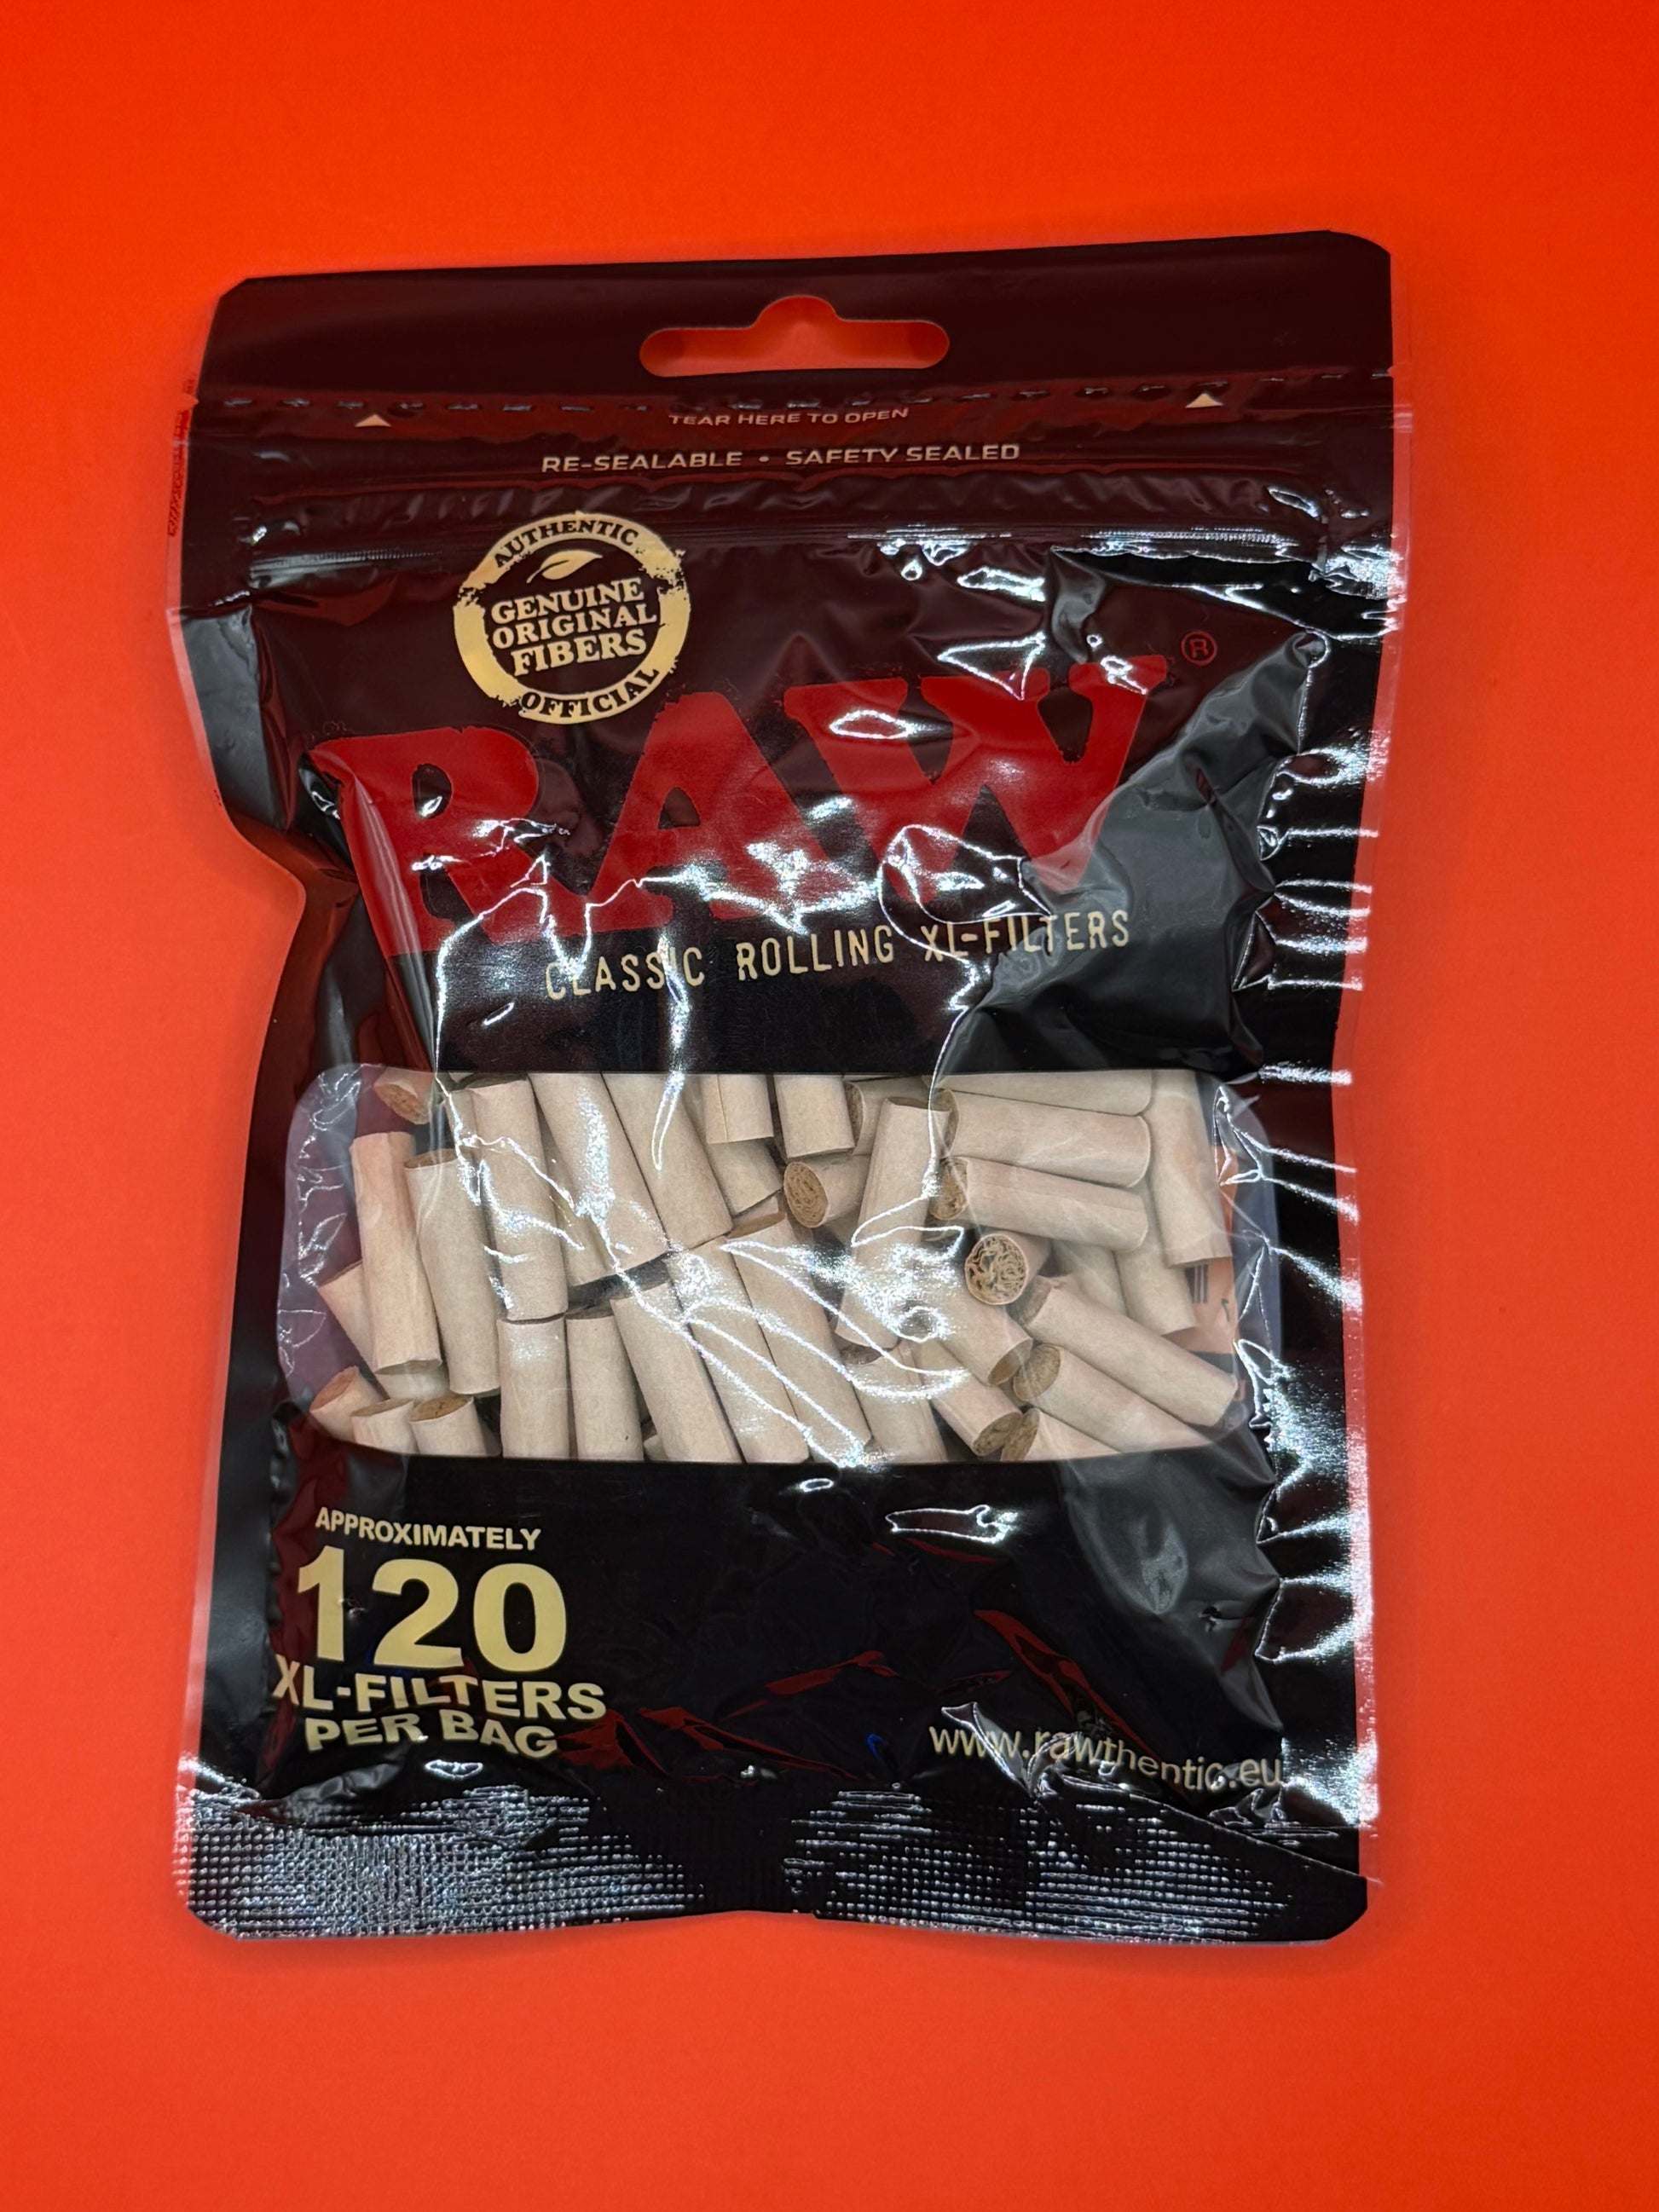 TEAR HERE TO OPEN
RE-SEALABLE • SAFETY SEALED
AUTHENTIC
GENUINE
ORIGINAL
FIBERS
OFFICIAL
RAW®
CLASSIC ROLLING XL-FILTERS
APPROXIMATELY
120
XL-FILTERS
PER BAG
www.rawthentic.eu